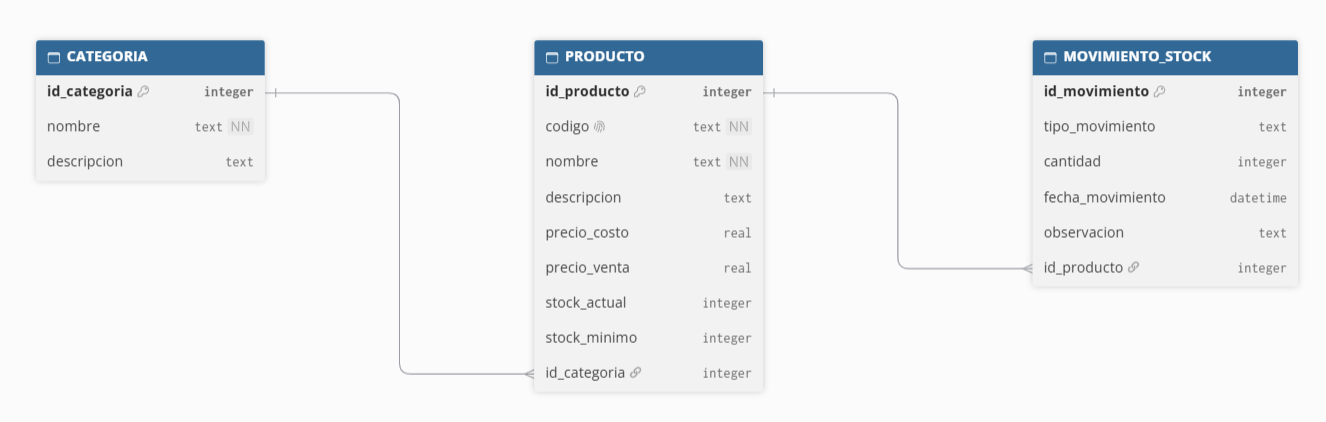 CATEGORIA
id_categoria integer
nombre text NN
descripcion text
PRODUCTO
id_producto integer
codigo text NN
nombre text NN
descripcion text
precio_costo real
precio_venta real
stock_actual integer
stock_minimo integer
id_categoria integer
MOVIMIENTO_STOCK
id_movimiento integer
tipo_movimiento text
cantidad integer
fecha_movimiento datetime
observacion text
id_producto integer